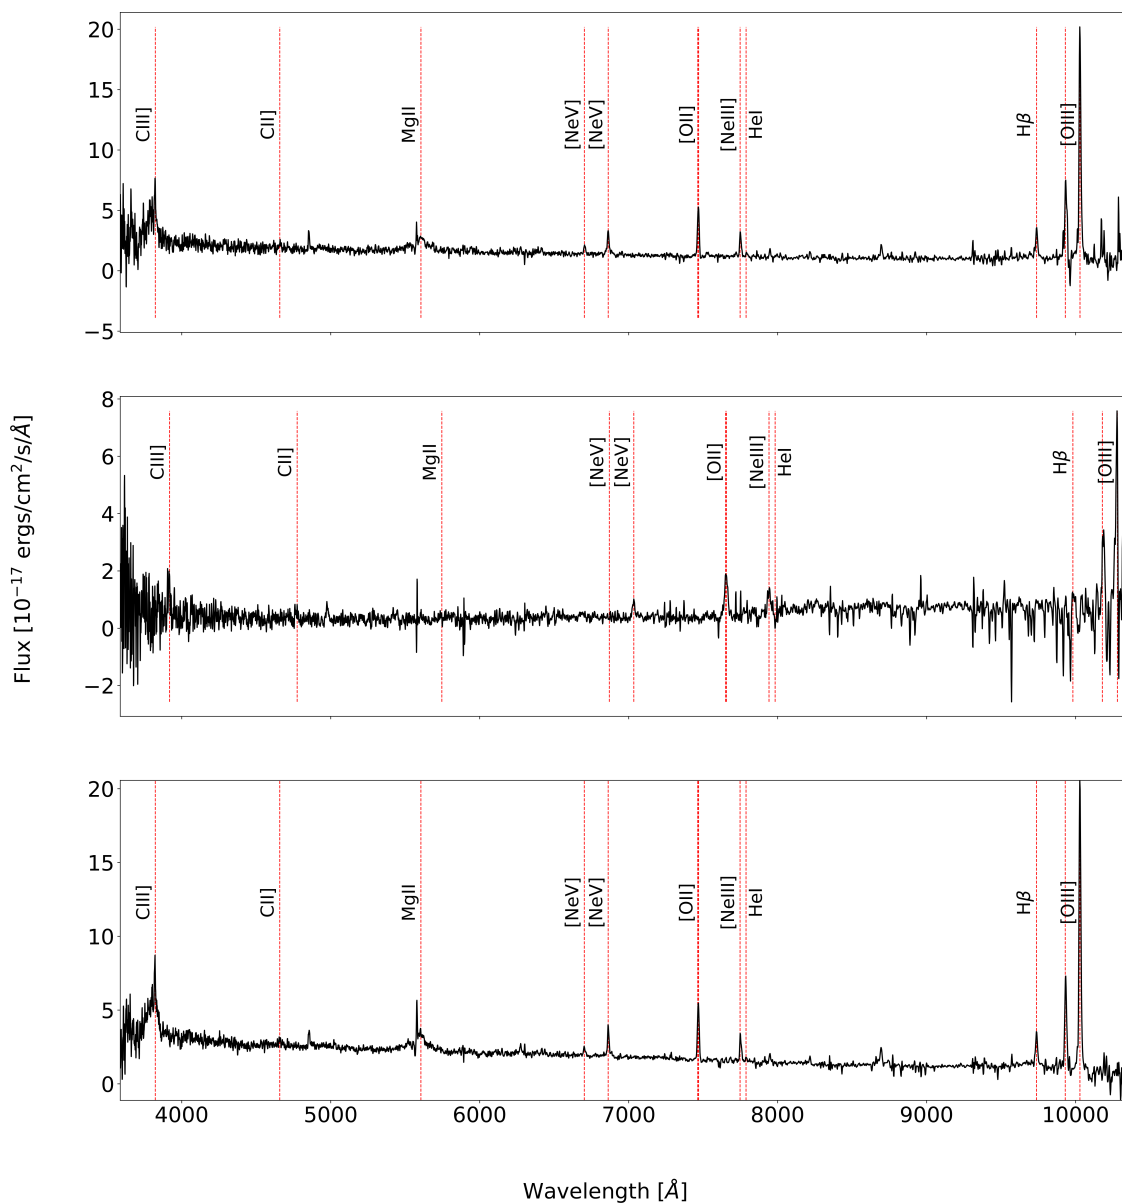 20
15
10
5
0
−5
CIII]
CII]
MgII
[NeV]
[NeV]
[OII]
[NeIII]
HeI
Hβ
[OIII]
8
6
4
2
0
−2
CIII]
CII]
MgII
[NeV]
[NeV]
[OII]
[NeIII]
HeI
Hβ
[OIII]
Flux [10⁻¹⁷ ergs/cm²/s/Å]
20
15
10
5
0
CIII]
CII]
MgII
[NeV]
[NeV]
[OII]
[NeIII]
HeI
Hβ
[OIII]
4000 5000 6000 7000 8000 9000 10000
Wavelength [Å]